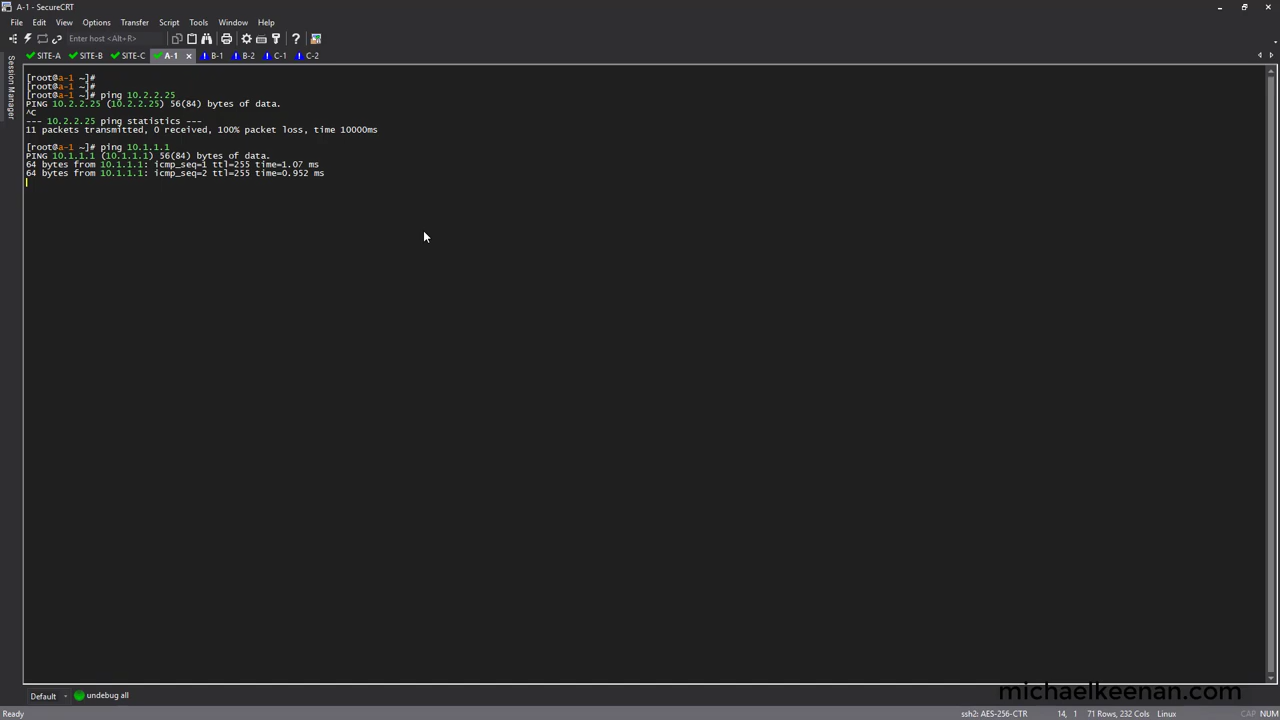 A-1 - SecureCRT
File Edit View Options Transfer Script Tools Window Help
Enter host <Alt+R>
SITE-A SITE-B SITE-C A-1 B-1 B-2 C-1 C-2
Session Manager
[root@a-1 ~]#
[root@a-1 ~]#
[root@a-1 ~]# ping 10.2.2.25
PING 10.2.2.25 (10.2.2.25) 56(84) bytes of data.
^C
--- 10.2.2.25 ping statistics ---
11 packets transmitted, 0 received, 100% packet loss, time 10000ms
[root@a-1 ~]# ping 10.1.1.1
PING 10.1.1.1 (10.1.1.1) 56(84) bytes of data.
64 bytes from 10.1.1.1: icmp_seq=1 ttl=255 time=1.07 ms
64 bytes from 10.1.1.1: icmp_seq=2 ttl=255 time=0.952 ms
Default undebug all
michaelkeenan.com
Ready ssh2: AES-256-CTR 14, 1 71 Rows, 232 Cols Linux CAP NUM